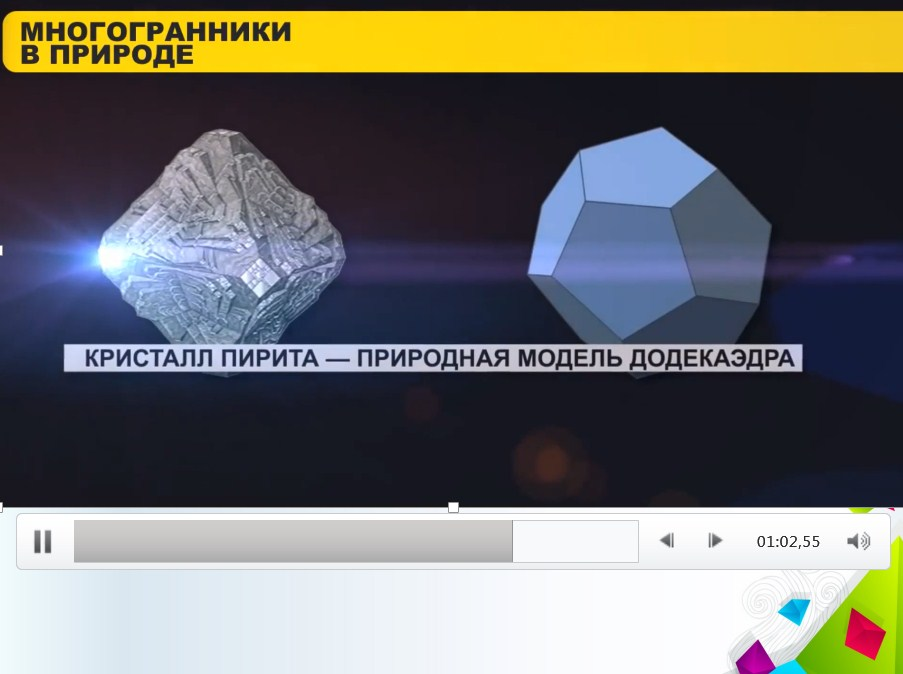 МНОГОГРАННИКИ
В ПРИРОДЕ
КРИСТАЛЛ ПИРИТА — ПРИРОДНАЯ МОДЕЛЬ ДОДЕКАЭДРА
01:02,55